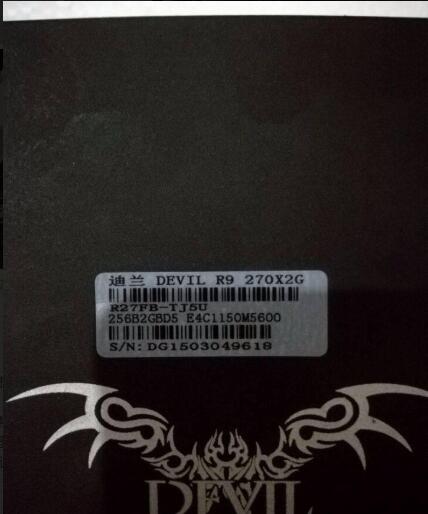 迪兰 DEVIL R9 270X2G
R27FB-TJ5U
256B2GBD5 E4C1150M5600
S/N: DG1503049618
DEVIL